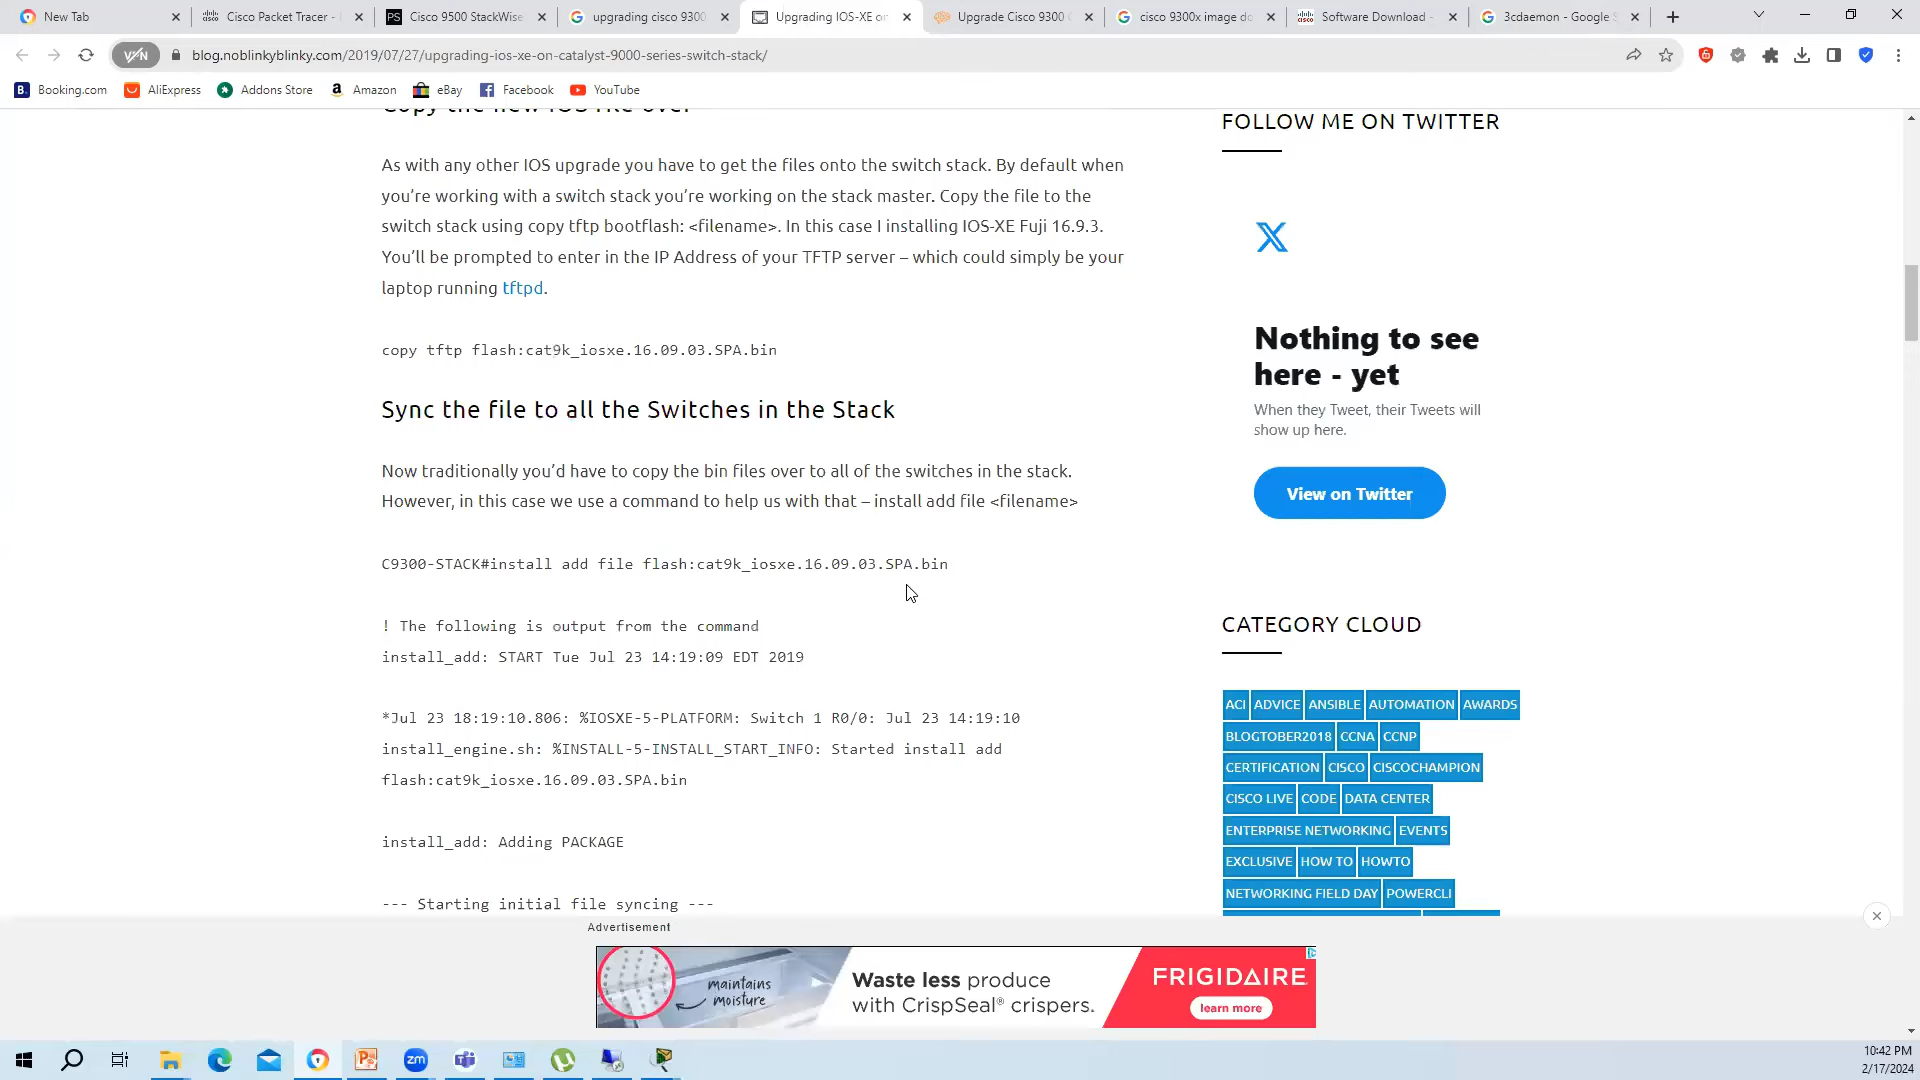 New Tab
Cisco Packet Tracer -
Cisco 9500 StackWise
upgrading cisco 9300
Upgrading IOS-XE on
Upgrade Cisco 9300
cisco 9300x image do
Software Download -
3cdaemon - Google S
VPN
blog.noblinkyblinky.com/2019/07/27/upgrading-ios-xe-on-catalyst-9000-series-switch-stack/
Booking.com
AliExpress
Addons Store
Amazon
eBay
Facebook
YouTube
Copy the new IOS file over
As with any other IOS upgrade you have to get the files onto the switch stack. By default when
you’re working with a switch stack you’re working on the stack master. Copy the file to the
switch stack using copy tftp bootflash: <filename>. In this case I installing IOS-XE Fuji 16.9.3.
You’ll be prompted to enter in the IP Address of your TFTP server – which could simply be your
laptop running tftpd.
copy tftp flash:cat9k_iosxe.16.09.03.SPA.bin
Sync the file to all the Switches in the Stack
Now traditionally you’d have to copy the bin files over to all of the switches in the stack.
However, in this case we use a command to help us with that – install add file <filename>
C9300-STACK#install add file flash:cat9k_iosxe.16.09.03.SPA.bin
! The following is output from the command
install_add: START Tue Jul 23 14:19:09 EDT 2019
*Jul 23 18:19:10.806: %IOSXE-5-PLATFORM: Switch 1 R0/0: Jul 23 14:19:10
install_engine.sh: %INSTALL-5-INSTALL_START_INFO: Started install add
flash:cat9k_iosxe.16.09.03.SPA.bin
install_add: Adding PACKAGE
--- Starting initial file syncing ---
FOLLOW ME ON TWITTER
Nothing to see
here - yet
When they Tweet, their Tweets will
show up here.
View on Twitter
CATEGORY CLOUD
ACI ADVICE ANSIBLE AUTOMATION AWARDS
BLOGTOBER2018 CCNA CCNP
CERTIFICATION CISCO CISCOCHAMPION
CISCO LIVE CODE DATA CENTER
ENTERPRISE NETWORKING EVENTS
EXCLUSIVE HOW TO HOWTO
NETWORKING FIELD DAY POWERCLI
Advertisement
maintains
moisture
Waste less produce
with CrispSeal® crispers.
FRIGIDAIRE
learn more
10:42 PM
2/17/2024